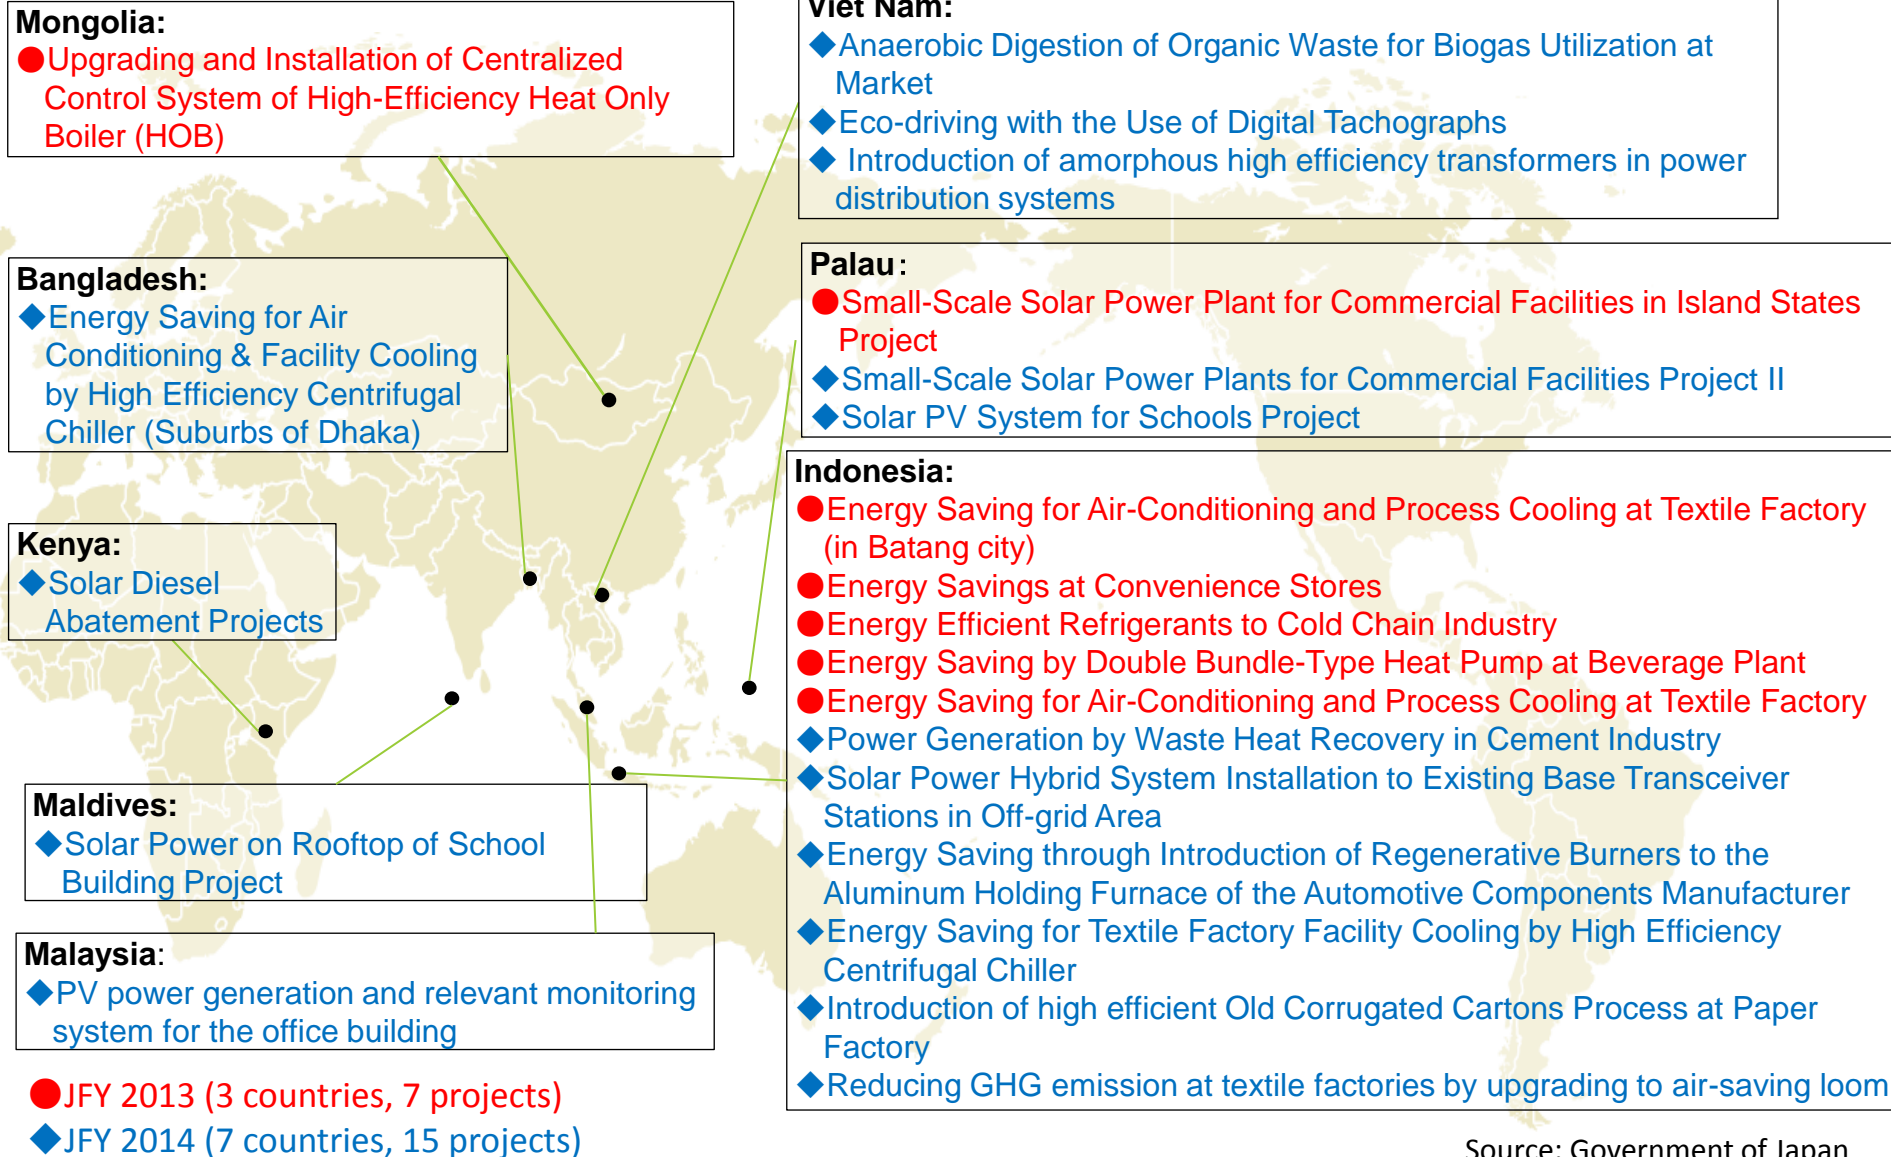 Mongolia:
●Upgrading and Installation of Centralized
Control System of High-Efficiency Heat Only
Boiler (HOB)
Viet Nam:
◆Anaerobic Digestion of Organic Waste for Biogas Utilization at
Market
◆Eco-driving with the Use of Digital Tachographs
◆ Introduction of amorphous high efficiency transformers in power
distribution systems
Bangladesh:
◆Energy Saving for Air
Conditioning & Facility Cooling
by High Efficiency Centrifugal
Chiller (Suburbs of Dhaka)
Palau:
●Small-Scale Solar Power Plant for Commercial Facilities in Island States
Project
◆Small-Scale Solar Power Plants for Commercial Facilities Project II
◆Solar PV System for Schools Project
Kenya:
◆Solar Diesel
Abatement Projects
Indonesia:
●Energy Saving for Air-Conditioning and Process Cooling at Textile Factory
(in Batang city)
●Energy Savings at Convenience Stores
●Energy Efficient Refrigerants to Cold Chain Industry
●Energy Saving by Double Bundle-Type Heat Pump at Beverage Plant
●Energy Saving for Air-Conditioning and Process Cooling at Textile Factory
◆Power Generation by Waste Heat Recovery in Cement Industry
◆Solar Power Hybrid System Installation to Existing Base Transceiver
Stations in Off-grid Area
◆Energy Saving through Introduction of Regenerative Burners to the
Aluminum Holding Furnace of the Automotive Components Manufacturer
◆Energy Saving for Textile Factory Facility Cooling by High Efficiency
Centrifugal Chiller
◆Introduction of high efficient Old Corrugated Cartons Process at Paper
Factory
◆Reducing GHG emission at textile factories by upgrading to air-saving loom
Maldives:
◆Solar Power on Rooftop of School
Building Project
Malaysia:
◆PV power generation and relevant monitoring
system for the office building
●JFY 2013 (3 countries, 7 projects)
◆JFY 2014 (7 countries, 15 projects)
Source: Government of Japan